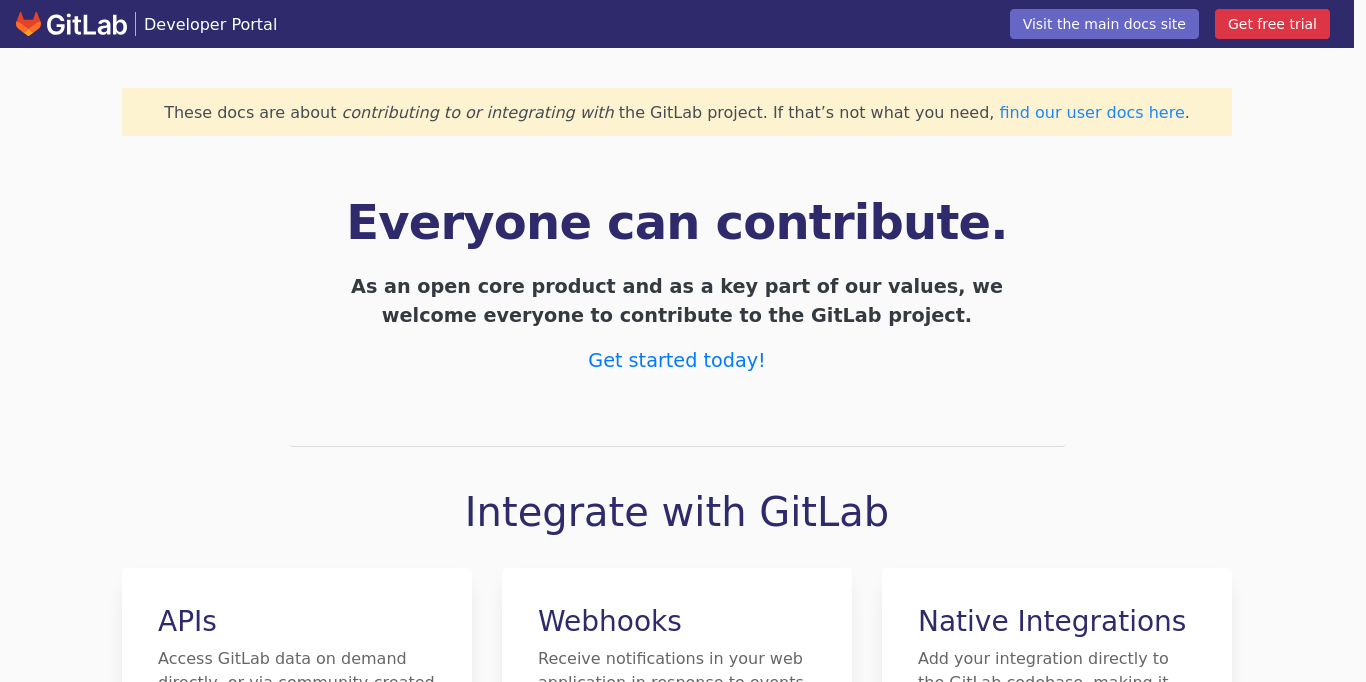 GitLab Developer Portal Visit the main docs site Get free trial
These docs are about contributing to or integrating with the GitLab project. If that’s not what you need, find our user docs here.
Everyone can contribute.
As an open core product and as a key part of our values, we
welcome everyone to contribute to the GitLab project.
Get started today!
Integrate with GitLab
APIs
Access GitLab data on demand
directly, or via community created
Webhooks
Receive notifications in your web
application in response to events
Native Integrations
Add your integration directly to
the GitLab codebase, making it